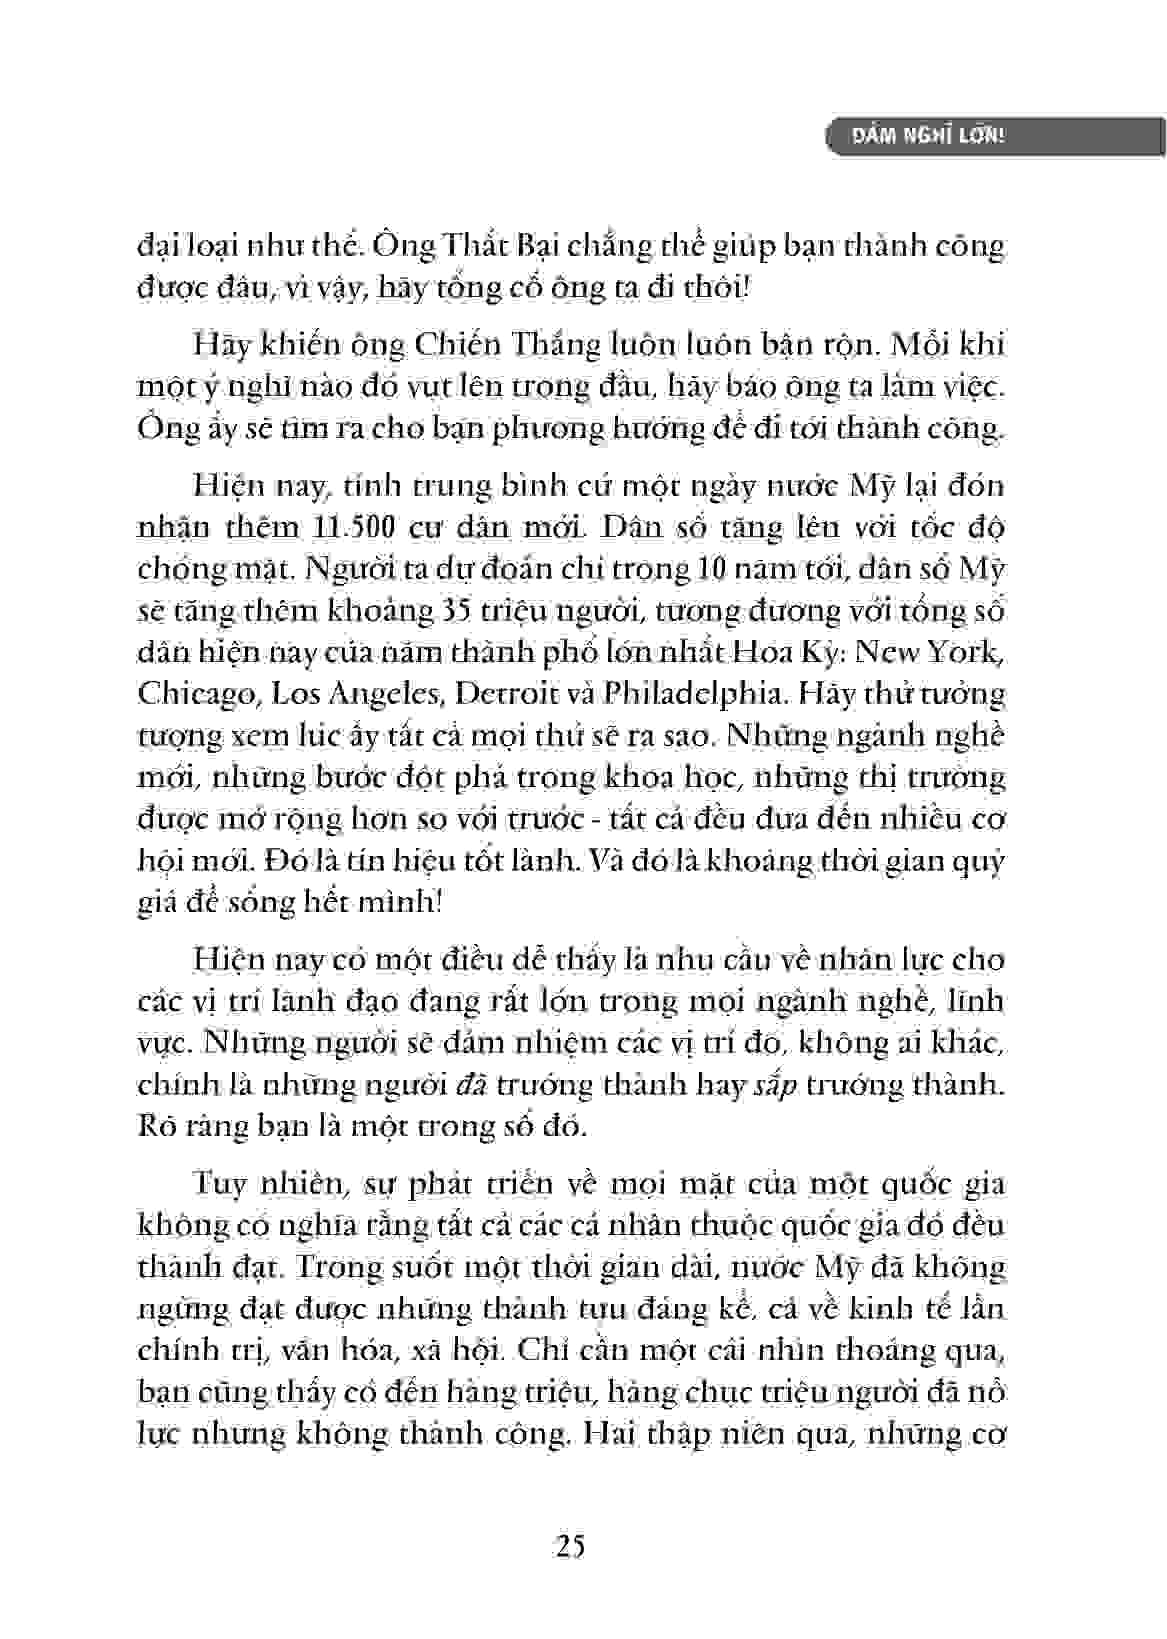 DÁM NGHĨ LỚN!
đại loại như thế. Ông Thất Bại chẳng thể giúp bạn thành công
được đâu, vì vậy, hãy tống cổ ông ta đi thôi!
Hãy khiến ông Chiến Thắng luôn luôn bận rộn. Mỗi khi
một ý nghĩ nào đó vụt lên trong đầu, hãy bảo ông ta làm việc.
Ông ấy sẽ tìm ra cho bạn phương hướng để đi tới thành công.
Hiện nay, tính trung bình cứ một ngày nước Mỹ lại đón
nhận thêm 11.500 cư dân mới. Dân số tăng lên với tốc độ
chóng mặt. Người ta dự đoán chỉ trong 10 năm tới, dân số Mỹ
sẽ tăng thêm khoảng 35 triệu người, tương đương với tổng số
dân hiện nay của năm thành phố lớn nhất Hoa Kỳ: New York,
Chicago, Los Angeles, Detroit và Philadelphia. Hãy thử tưởng
tượng xem lúc ấy tất cả mọi thứ sẽ ra sao. Những ngành nghề
mới, những bước đột phá trong khoa học, những thị trường
được mở rộng hơn so với trước - tất cả đều đưa đến nhiều cơ
hội mới. Đó là tín hiệu tốt lành. Và đó là khoảng thời gian quý
giá để sống hết mình!
Hiện nay có một điều dễ thấy là nhu cầu về nhân lực cho
các vị trí lãnh đạo đang rất lớn trong mọi ngành nghề, lĩnh
vực. Những người sẽ đảm nhiệm các vị trí đó, không ai khác,
chính là những người đã trưởng thành hay sắp trưởng thành.
Rõ ràng bạn là một trong số đó.
Tuy nhiên, sự phát triển về mọi mặt của một quốc gia
không có nghĩa rằng tất cả các cá nhân thuộc quốc gia đó đều
thành đạt. Trong suốt một thời gian dài, nước Mỹ đã không
ngừng đạt được những thành tựu đáng kể, cả về kinh tế lẫn
chính trị, văn hóa, xã hội. Chỉ cần một cái nhìn thoáng qua,
bạn cũng thấy có đến hàng triệu, hàng chục triệu người đã nỗ
lực nhưng không thành công. Hai thập niên qua, những cơ
25